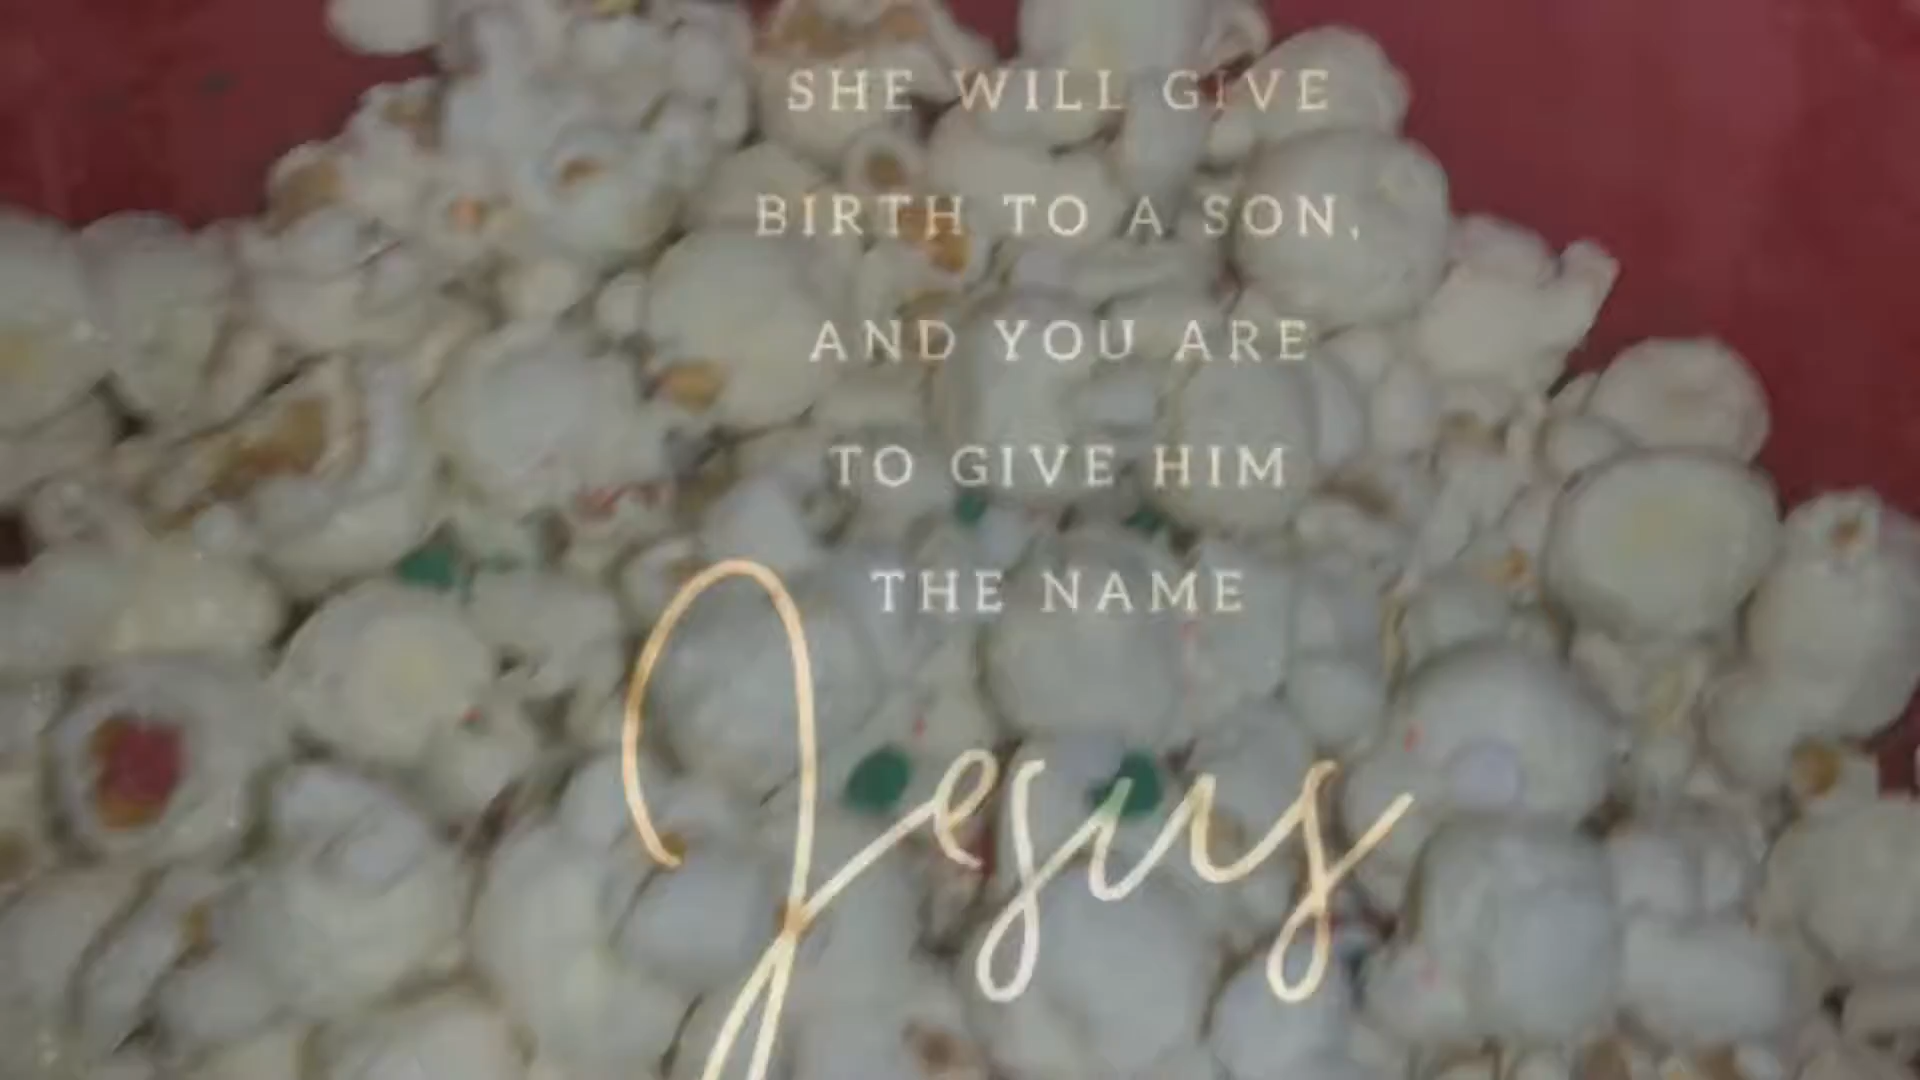 SHE WILL GIVE
BIRTH TO A SON,
AND YOU ARE
TO GIVE HIM
THE NAME
Jesus